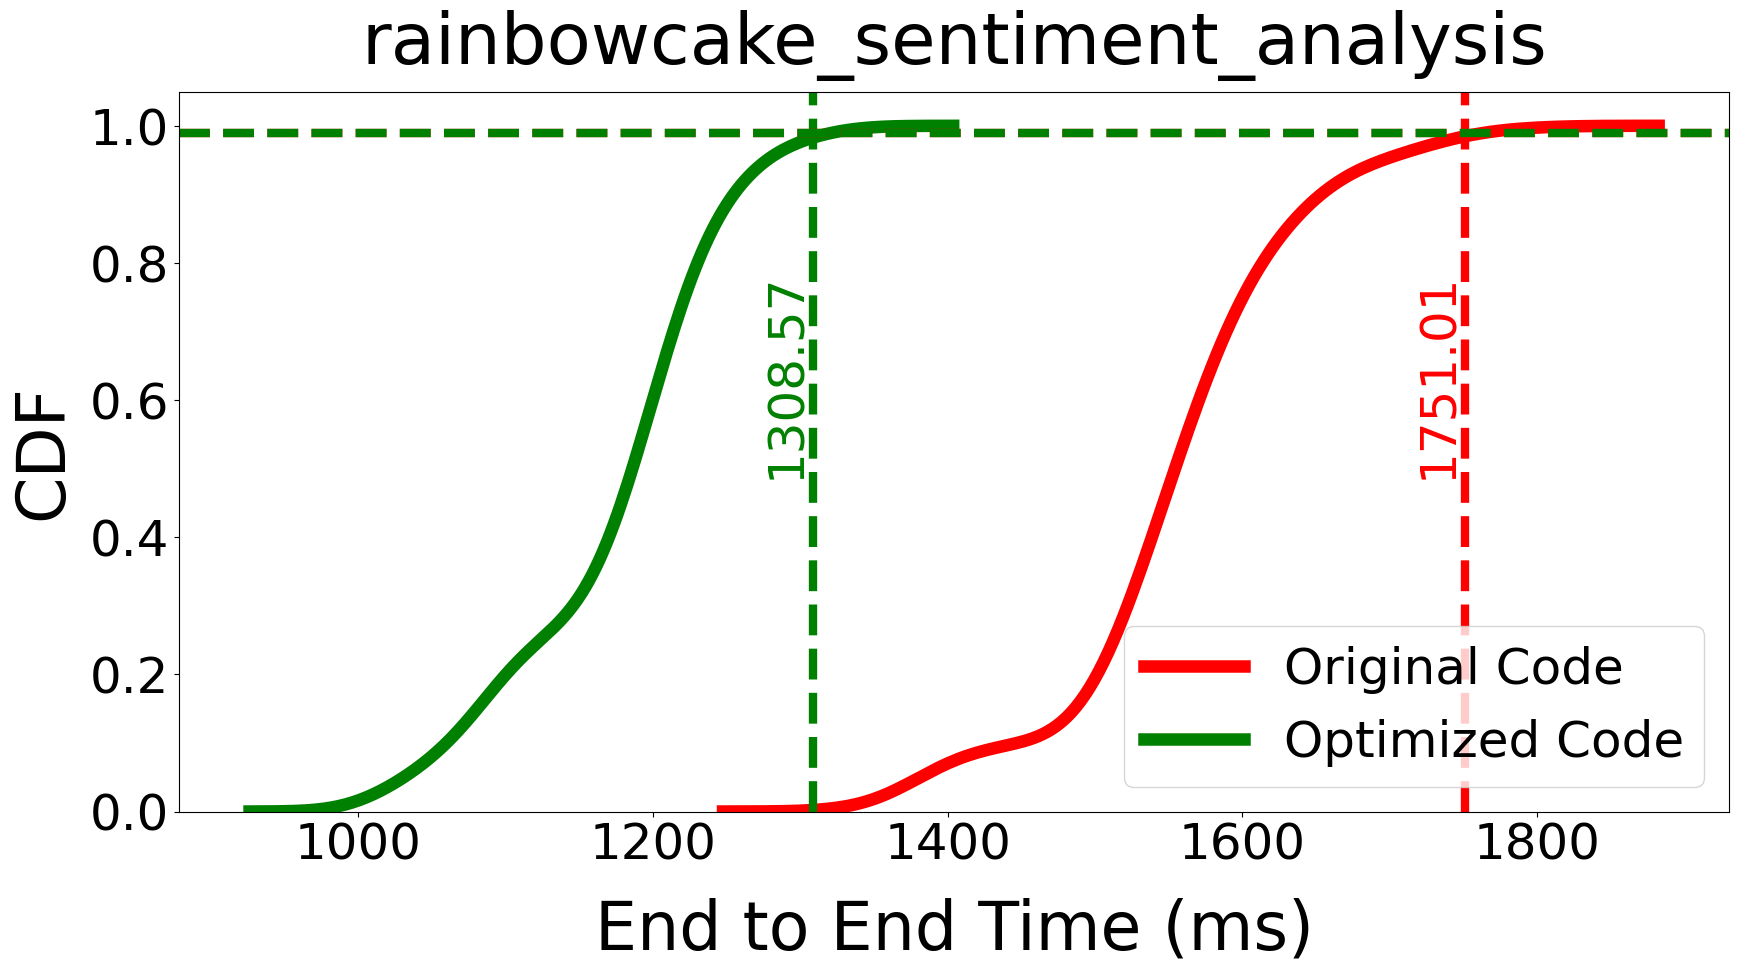 rainbowcake_sentiment_analysis
CDF
1.0
0.8
0.6
0.4
0.2
0.0
1308.57
1751.01
Original Code
Optimized Code
1000
1200
1400
1600
1800
End to End Time (ms)